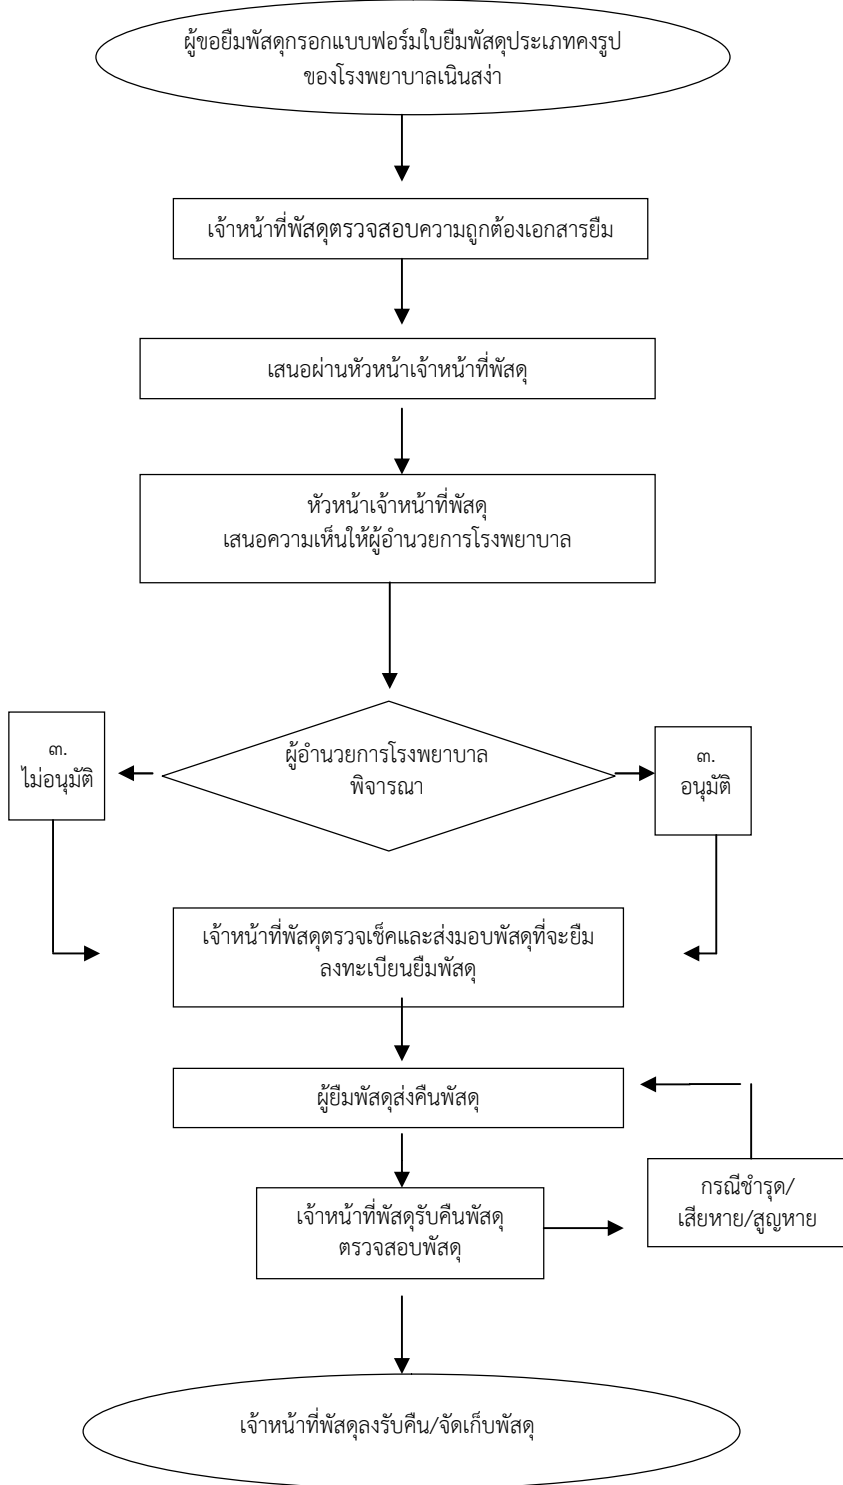 ผู้ขอยืมพัสดุกรอกแบบฟอร์มใบยืมพัสดุประเภทคงรูป
ของโรงพยาบาลเนินสง่า
เจ้าหน้าที่พัสดุตรวจสอบความถูกต้องเอกสารยืม
เสนอผ่านหัวหน้าเจ้าหน้าที่พัสดุ
หัวหน้าเจ้าหน้าที่พัสดุ
เสนอความเห็นให้ผู้อำนวยการโรงพยาบาล
๓.
ไม่อนุมัติ
ผู้อำนวยการโรงพยาบาล
พิจารณา
๓.
อนุมัติ
เจ้าหน้าที่พัสดุตรวจเช็คและส่งมอบพัสดุที่จะยืม
ลงทะเบียนยืมพัสดุ
ผู้ยืมพัสดุส่งคืนพัสดุ
เจ้าหน้าที่พัสดุรับคืนพัสดุ
ตรวจสอบพัสดุ
กรณีชำรุด/
เสียหาย/สูญหาย
เจ้าหน้าที่พัสดุลงรับคืน/จัดเก็บพัสดุ